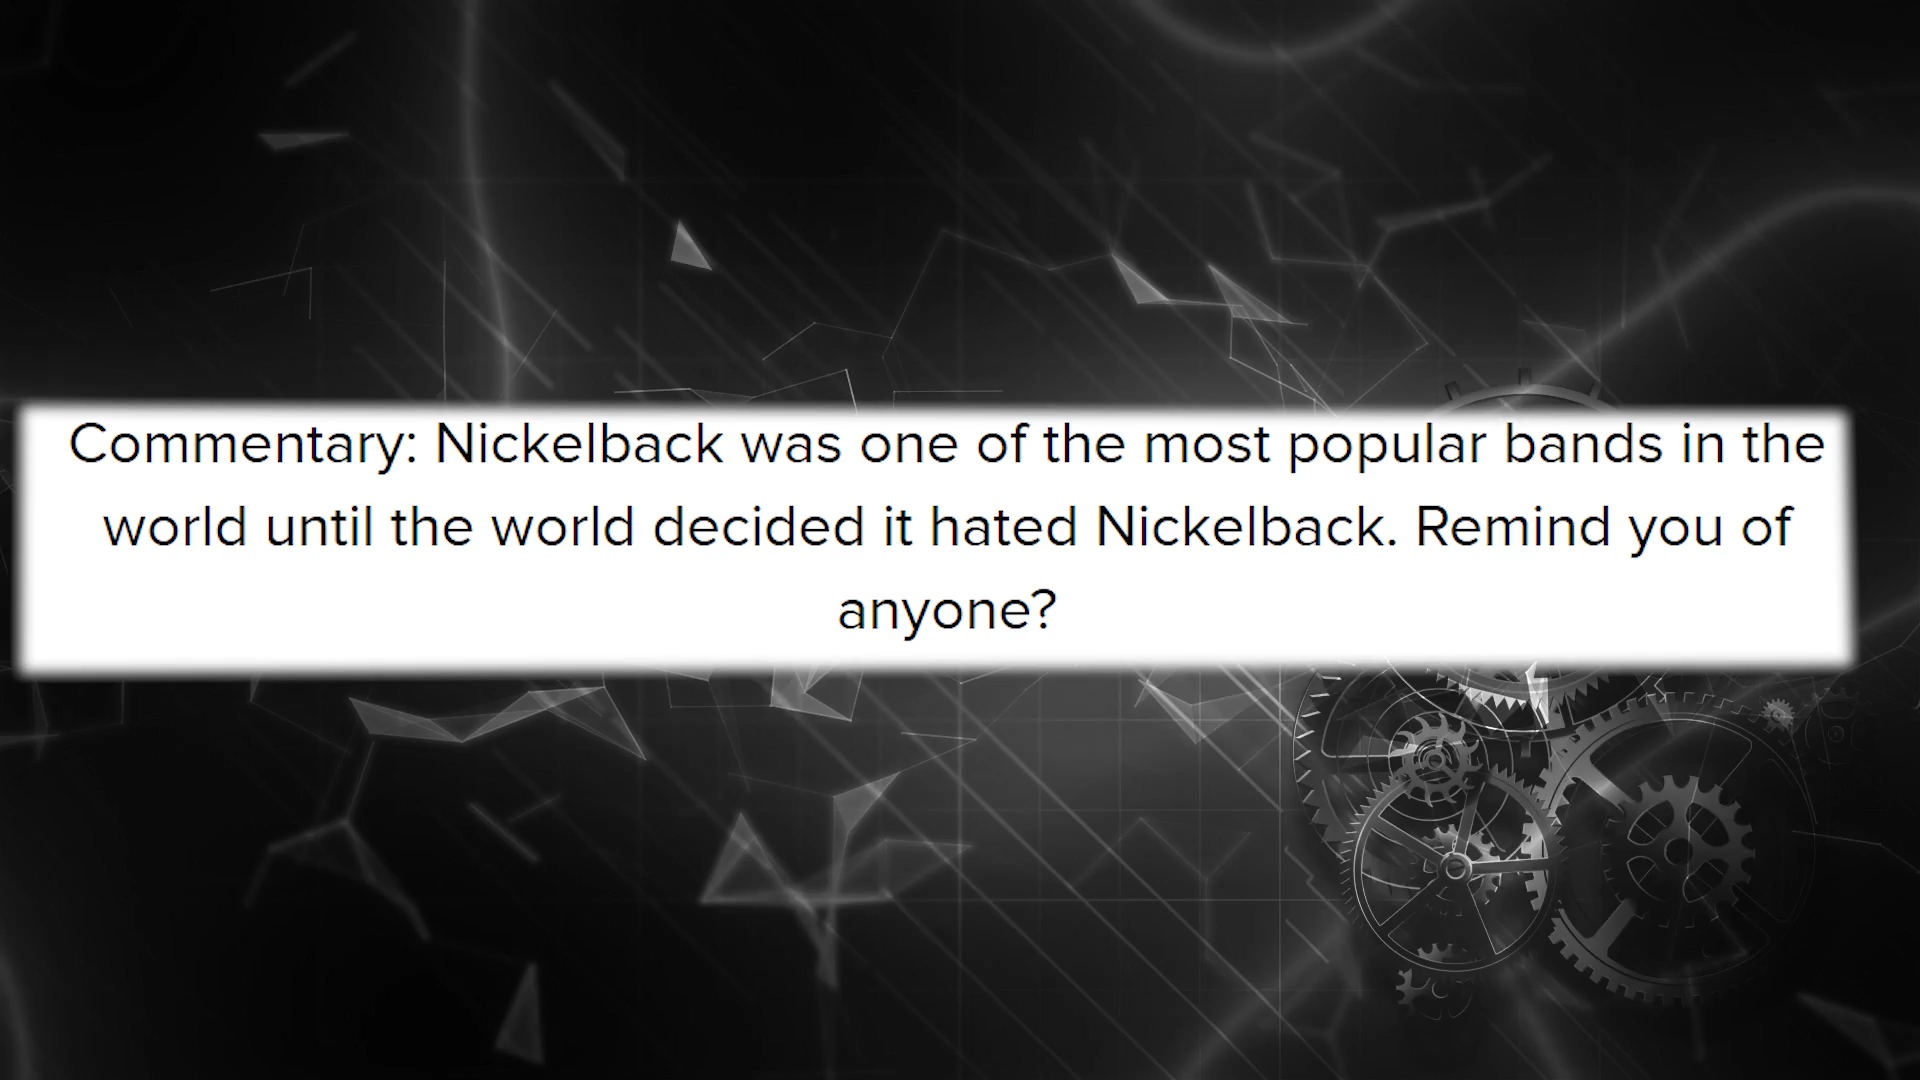 Commentary: Nickelback was one of the most popular bands in the
world until the world decided it hated Nickelback. Remind you of
anyone?